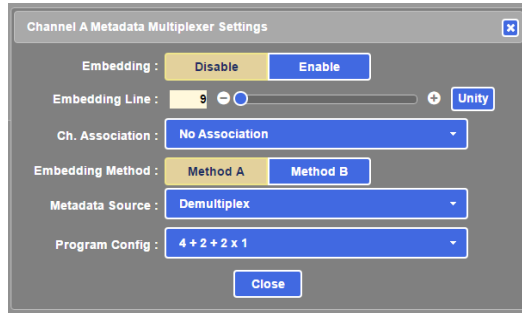 Channel A Metadata Multiplexer Settings
Embedding : Disable Enable
Embedding Line : 9 Unity
Ch. Association : No Association
Embedding Method : Method A Method B
Metadata Source : Demultiplex
Program Config : 4 + 2 + 2 x 1
Close